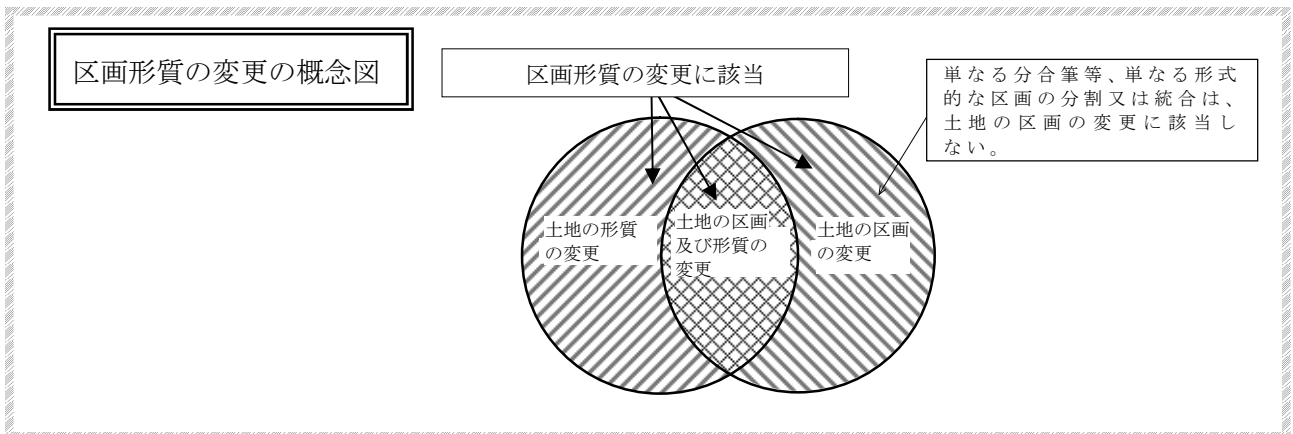 区画形質の変更の概念図
区画形質の変更に該当
単なる分合筆等、単なる形式
的な区画の分割又は統合は、
土地の区画の変更に該当し
ない。
土地の形質
の変更
土地の区画
及び形質の
変更
土地の区画
の変更